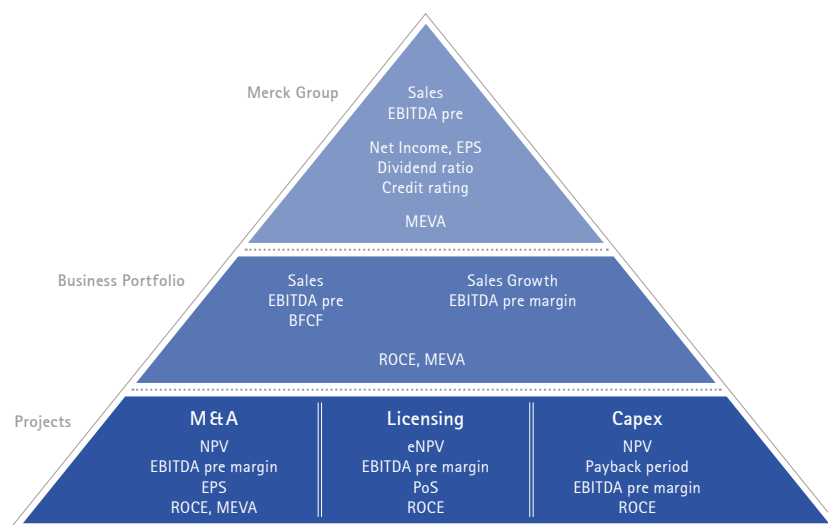 Merck Group
Sales
EBITDA pre
Net Income, EPS
Dividend ratio
Credit rating
MEVA
Business Portfolio
Sales
EBITDA pre
BFCF
Sales Growth
EBITDA pre margin
ROCE, MEVA
Projects
M&A
NPV
EBITDA pre margin
EPS
ROCE, MEVA
Licensing
eNPV
EBITDA pre margin
PoS
ROCE
Capex
NPV
Payback period
EBITDA pre margin
ROCE